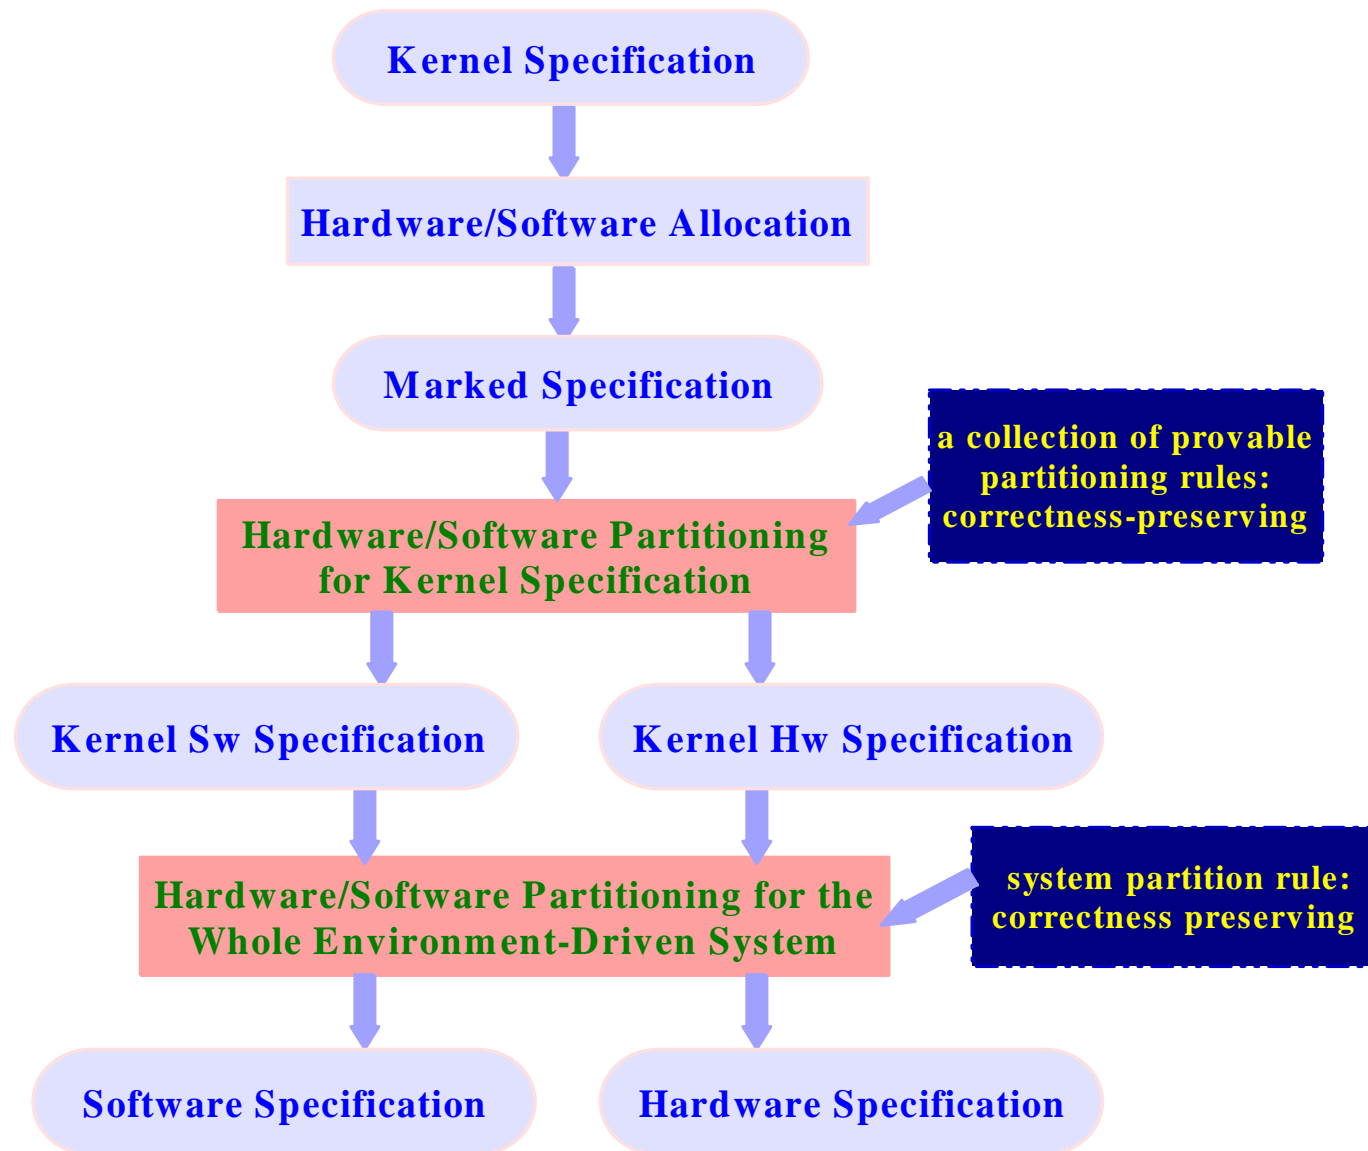 Kernel Specification
Hardware/Software Allocation
Marked Specification
a collection of provable
partitioning rules:
correctness-preserving
Hardware/Software Partitioning
for Kernel Specification
Kernel Sw Specification
Kernel Hw Specification
system partition rule:
correctness preserving
Hardware/Software Partitioning for the
Whole Environment-Driven System
Software Specification
Hardware Specification